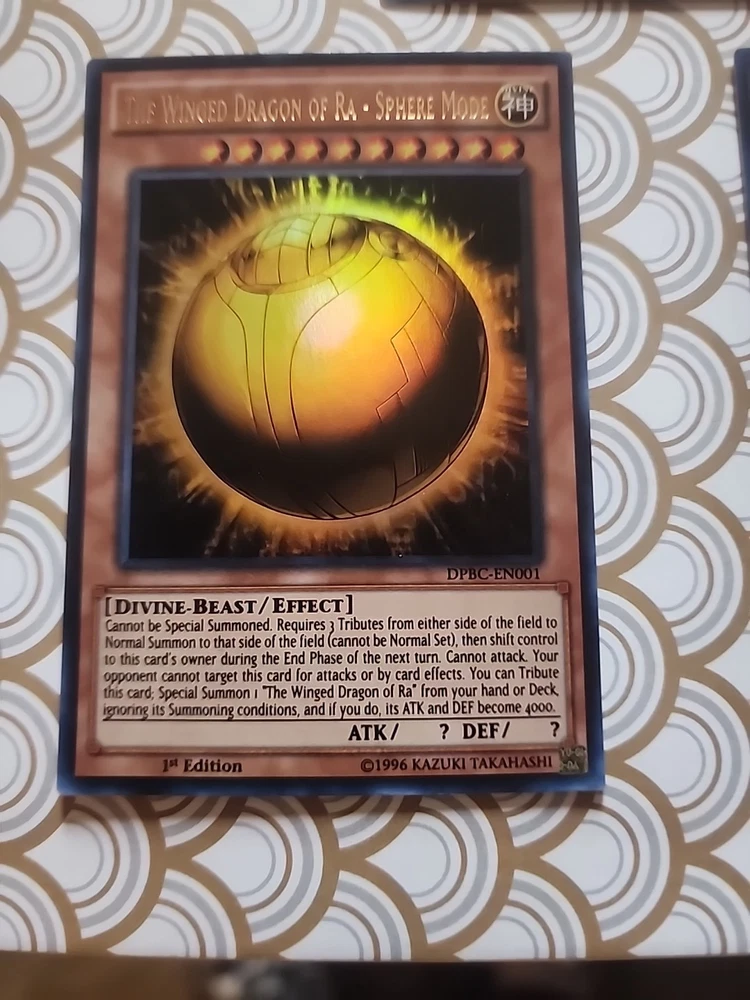 THE WINGED DRAGON OF RA • SPHERE MODE
神
DPBC-EN001
[DIVINE-BEAST/EFFECT]
Cannot be Special Summoned. Requires 3 Tributes from either side of the field to
Normal Summon to that side of the field (cannot be Normal Set), then shift control
to this card's owner during the End Phase of the next turn. Cannot attack. Your
opponent cannot target this card for attacks or by card effects. You can Tribute
this card; Special Summon 1 "The Winged Dragon of Ra" from your hand or Deck,
ignoring its Summoning conditions, and if you do, its ATK and DEF become 4000.
ATK/ ? DEF/ ?
1st Edition
©1996 KAZUKI TAKAHASHI